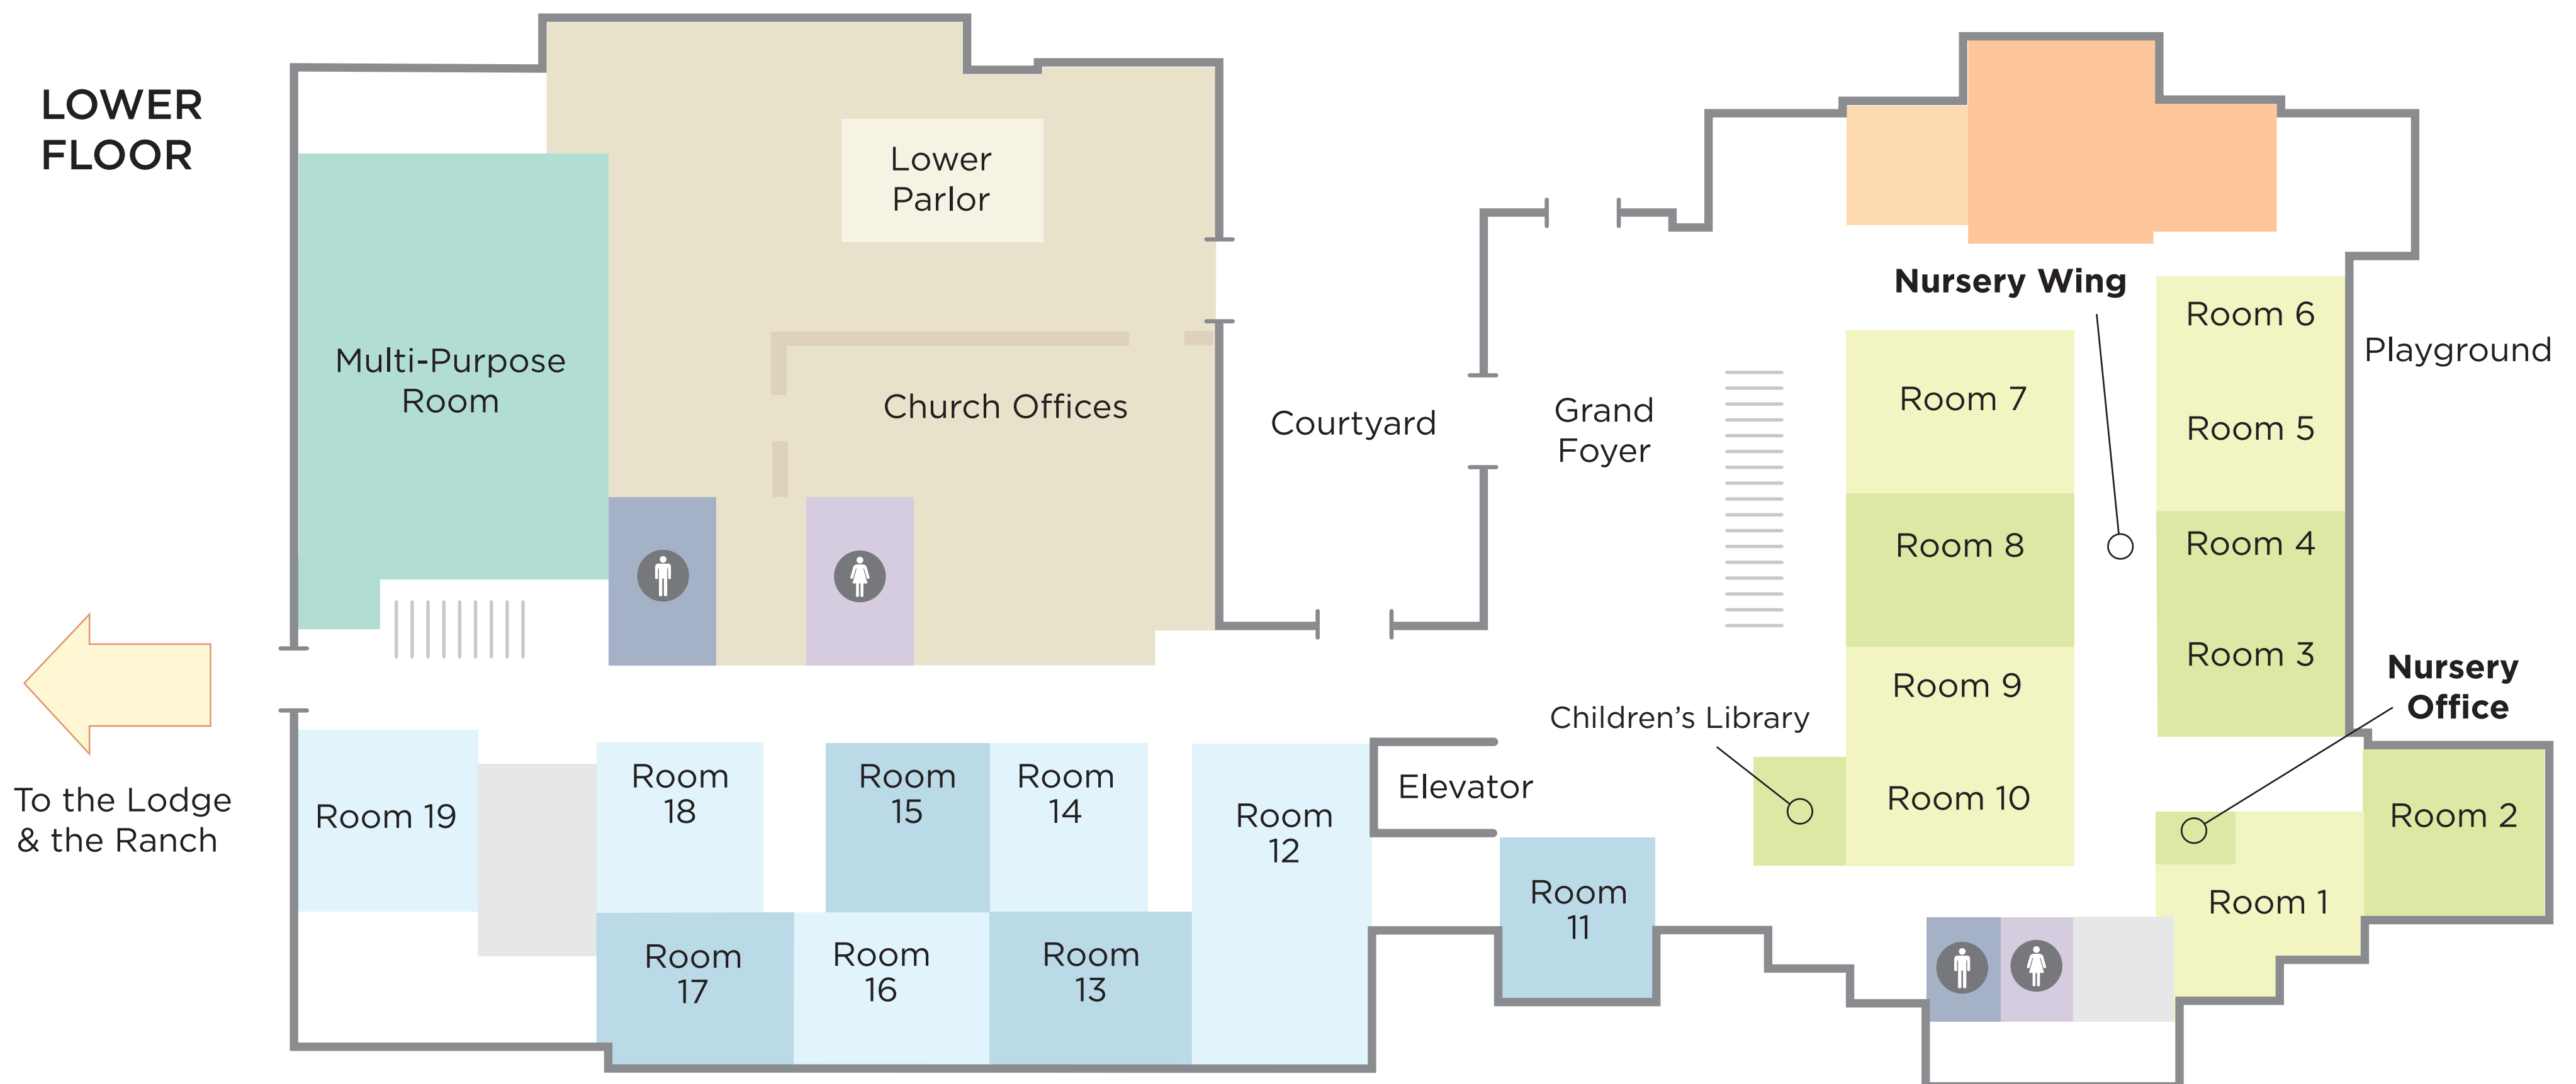 LOWER
FLOOR
Lower
Parlor
Multi-Purpose
Room
Church Offices
Courtyard
Grand
Foyer
Nursery Wing
Room 6
Playground
Room 7
Room 5
Room 8
Room 4
Room 3
Nursery
Office
Room 9
Children's Library
Room 10
Room 2
Room 1
To the Lodge
& the Ranch
Room 19
Room
18
Room
15
Room
14
Room
12
Elevator
Room
11
Room
17
Room
16
Room
13